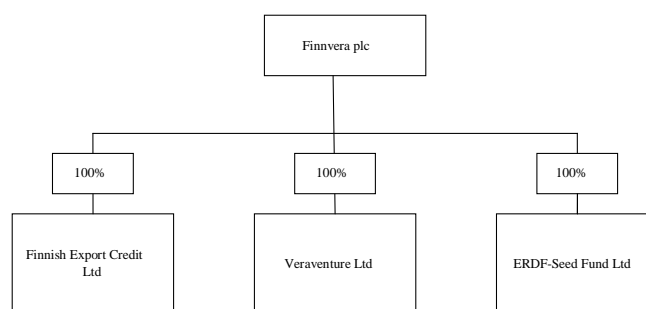 Finnvera plc
100%
100%
100%
Finnish Export Credit
Ltd
Veraventure Ltd
ERDF-Seed Fund Ltd